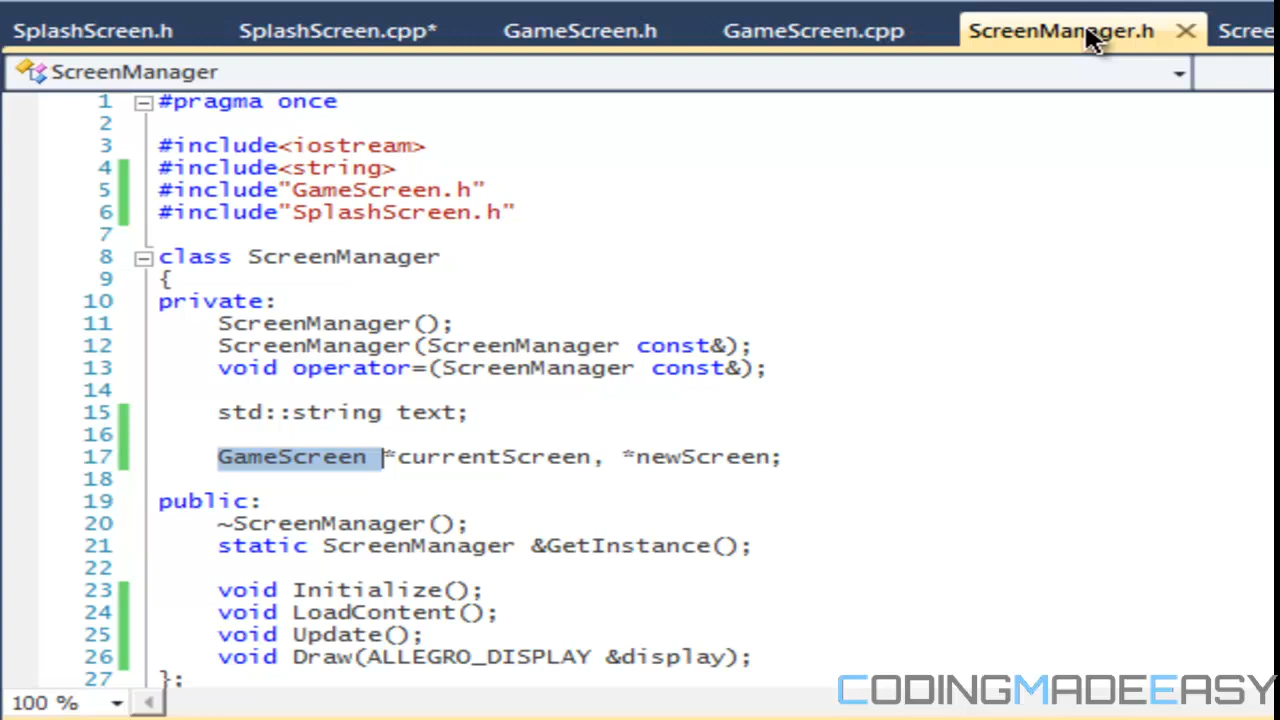 SplashScreen.h SplashScreen.cpp* GameScreen.h GameScreen.cpp ScreenManager.h Scree
ScreenManager
1 #pragma once
2
3 #include<iostream>
4 #include<string>
5 #include"GameScreen.h"
6 #include"SplashScreen.h"
7
8 class ScreenManager
9 {
10 private:
11 ScreenManager();
12 ScreenManager(ScreenManager const&);
13 void operator=(ScreenManager const&);
14
15 std::string text;
16
17 GameScreen *currentScreen, *newScreen;
18
19 public:
20 ~ScreenManager();
21 static ScreenManager &GetInstance();
22
23 void Initialize();
24 void LoadContent();
25 void Update();
26 void Draw(ALLEGRO_DISPLAY &display);
27 };
100 %
CODINGMADEEASY